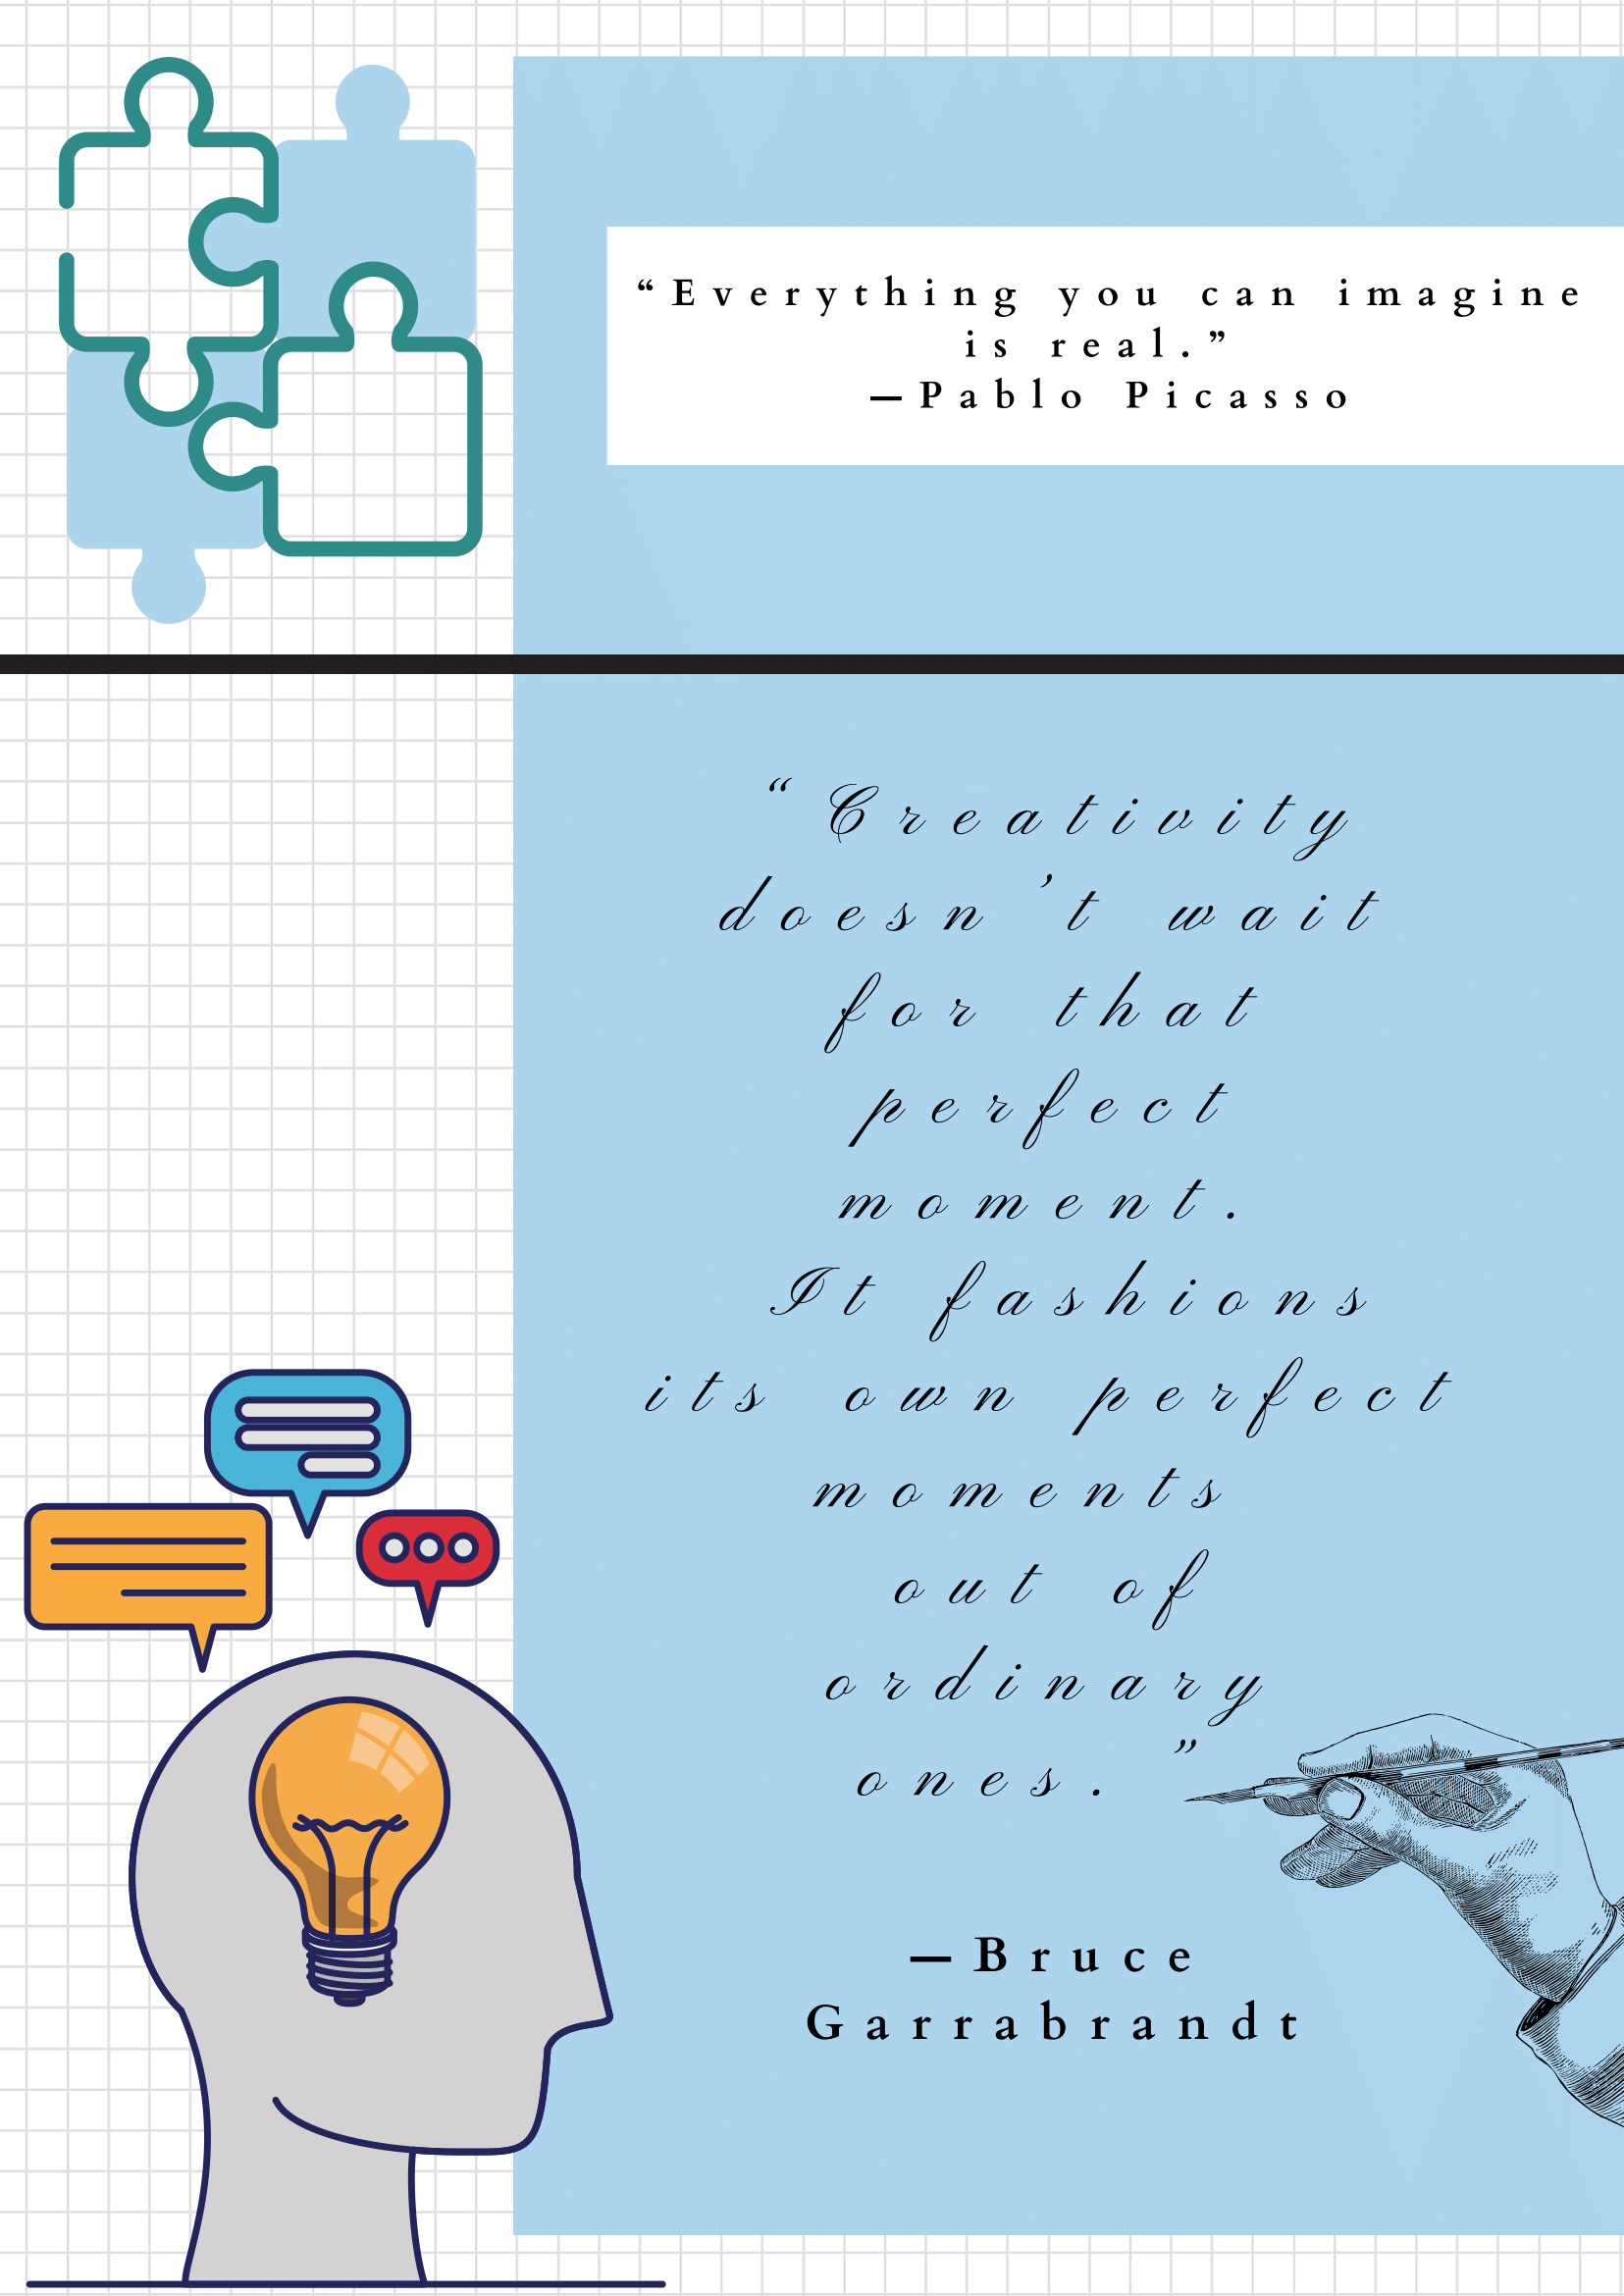 “Everything you can imagine
is real.”
—Pablo Picasso
“Creativity
doesn’t wait
for that
perfect
moment.
It fashions
its own perfect
moments
out of
ordinary
ones.”
—Bruce
Garrabrandt